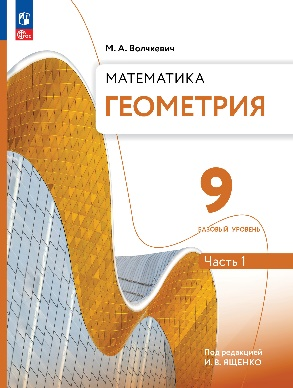 М. А. Волчкевич
МАТЕМАТИКА
ГЕОМЕТРИЯ
9
БАЗОВЫЙ УРОВЕНЬ
Часть 1
Под редакцией
И. В. ЯЩЕНКО